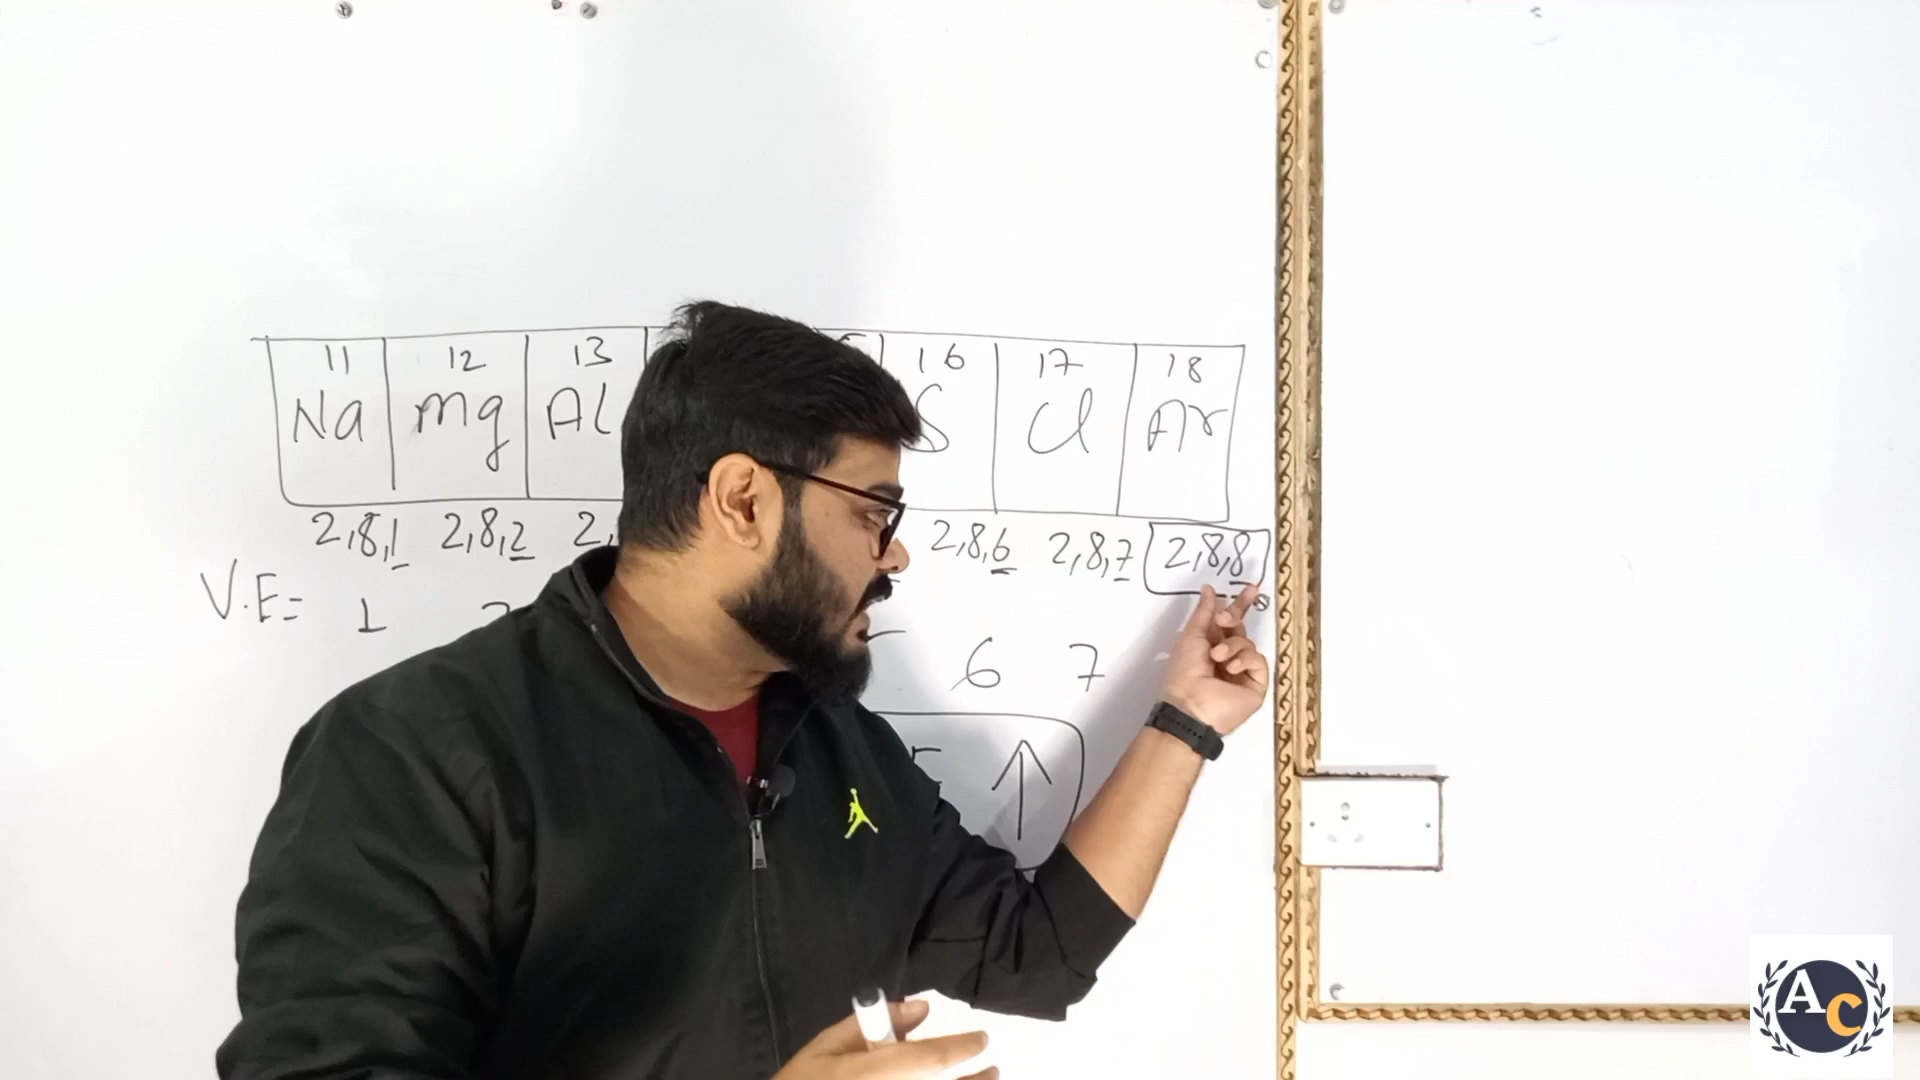 11 12 13 16 17 18
Na Mg Al S Cl Ar
2,8,1 2,8,2 2, 2,8,6 2,8,7 2,8,8
V.E= 1 6 7
↑
AC